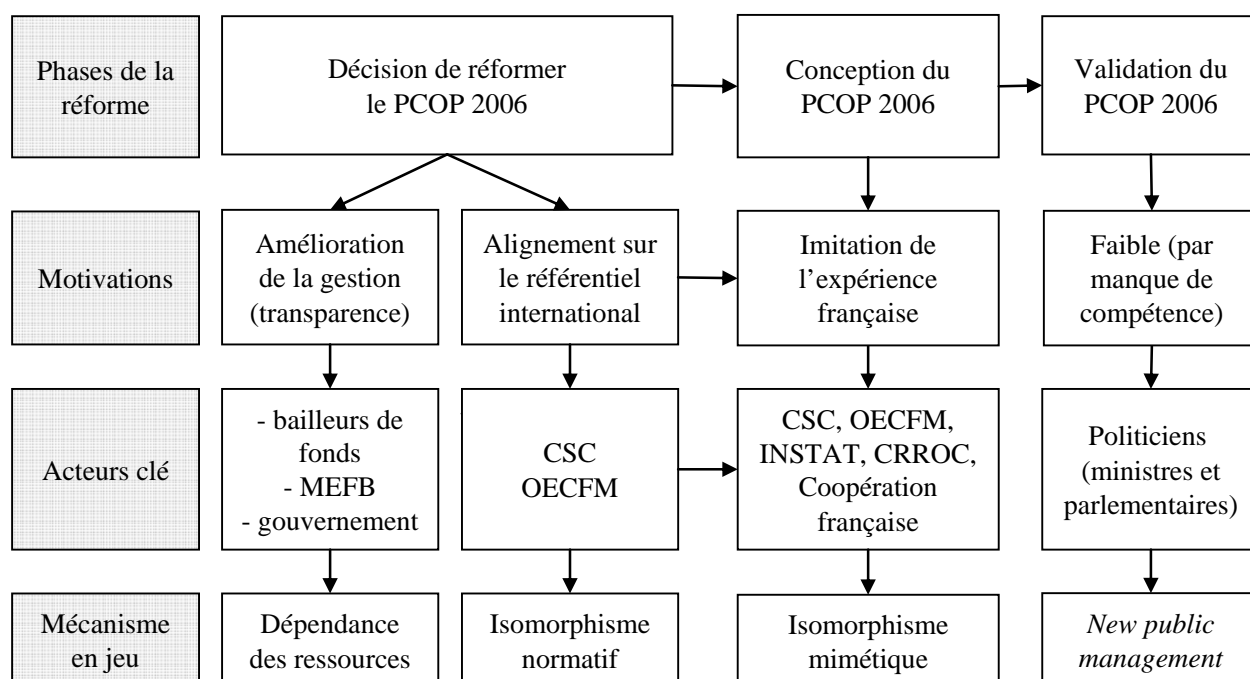 Phases de la
réforme
Décision de réformer
le PCOP 2006
Conception du
PCOP 2006
Validation du
PCOP 2006
Motivations
Amélioration
de la gestion
(transparence)
Alignement sur
le référentiel
international
Imitation de
l’expérience
française
Faible (par
manque de
compétence)
Acteurs clé
- bailleurs de
fonds
- MEFB
- gouvernement
CSC
OECFM
CSC, OECFM,
INSTAT, CRROC,
Coopération
française
Politiciens
(ministres et
parlementaires)
Mécanisme
en jeu
Dépendance
des ressources
Isomorphisme
normatif
Isomorphisme
mimétique
New public
management